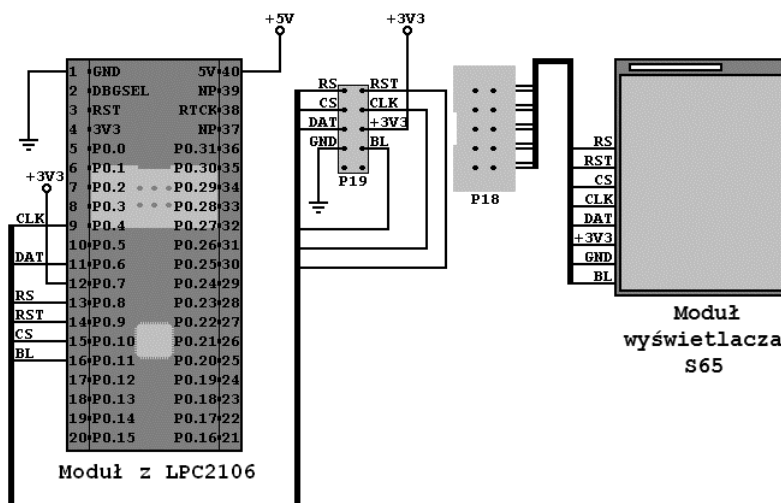 +5V
+3V3
1 GND 5V 40
2 DBGSEL NP 39
3 RST RTCK 38
4 3V3 NP 37
5 P0.0 P0.31 36
6 P0.1 P0.30 35
7 P0.2 P0.29 34
8 P0.3 P0.28 33
9 P0.4 P0.27 32
10 P0.5 P0.26 31
11 P0.6 P0.25 30
12 P0.7 P0.24 29
13 P0.8 P0.23 28
14 P0.9 P0.22 27
15 P0.10 P0.21 26
16 P0.11 P0.20 25
17 P0.12 P0.19 24
18 P0.13 P0.18 23
19 P0.14 P0.17 22
20 P0.15 P0.16 21
+3V3
CLK
DAT
RS
RST
CS
BL
Moduł z LPC2106
RS RST
CS CLK
DAT +3V3
GND BL
P19
P18
RS
RST
CS
CLK
DAT
+3V3
GND
BL
Moduł
wyświetlacza
S65